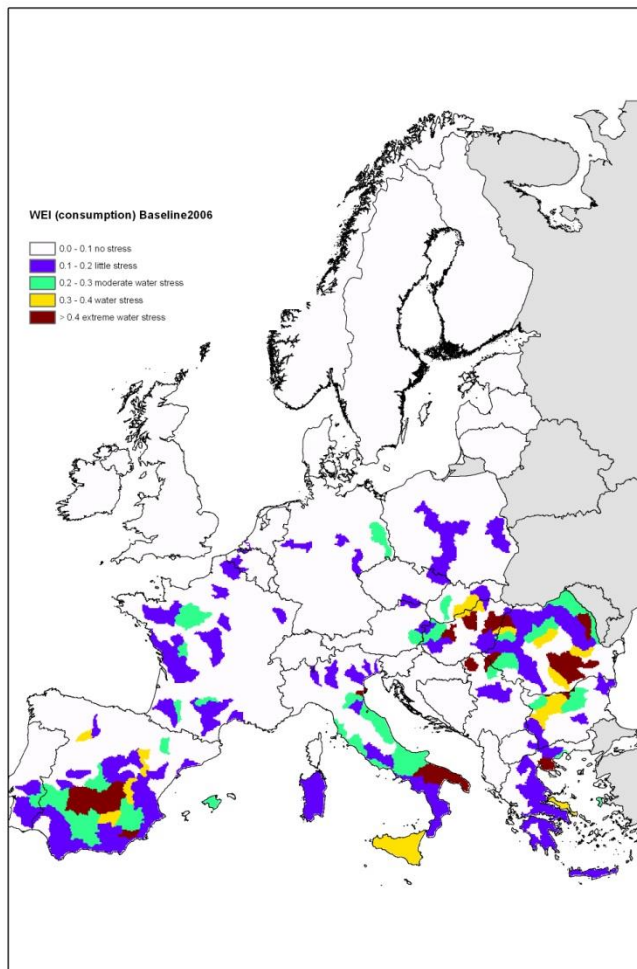 WEI (consumption) Baseline2006
0.0 - 0.1 no stress
0.1 - 0.2 little stress
0.2 - 0.3 moderate water stress
0.3 - 0.4 water stress
> 0.4 extreme water stress